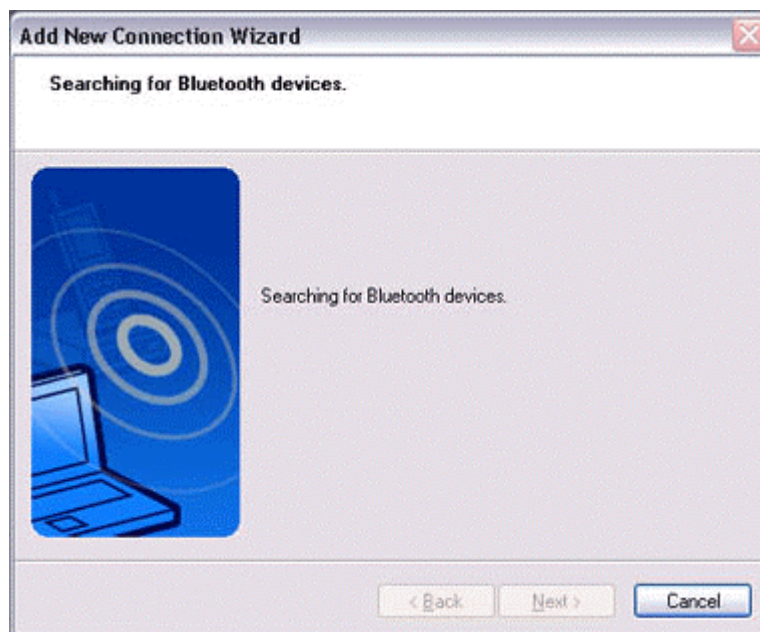 Add New Connection Wizard
Searching for Bluetooth devices.
Searching for Bluetooth devices.
< Back
Next >
Cancel